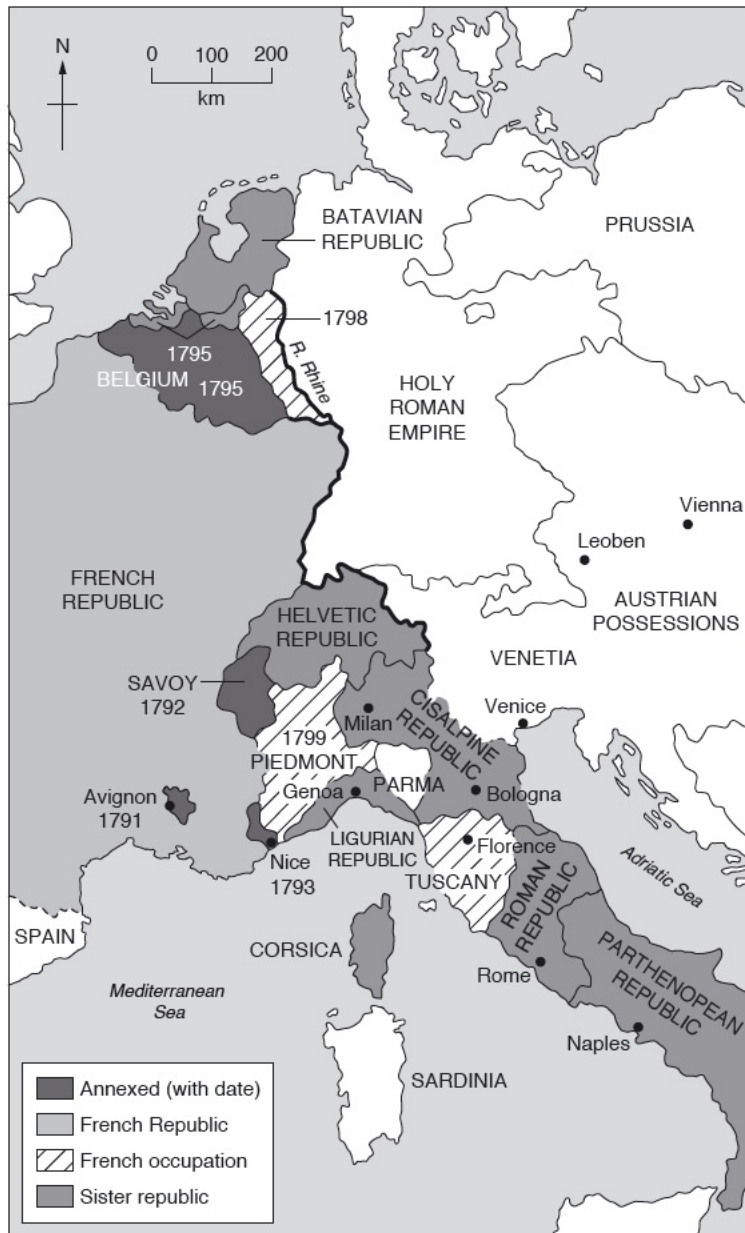 N
0 100 200
km
BATAVIAN
REPUBLIC
PRUSSIA
1798
1795
BELGIUM 1795
R. Rhine
HOLY
ROMAN
EMPIRE
Vienna
Leoben
FRENCH
REPUBLIC
AUSTRIAN
POSSESSIONS
HELVETIC
REPUBLIC
VENETIA
SAVOY
1792
Venice
Milan
CISALPINE
REPUBLIC
1799
PIEDMONT
PARMA
Genoa
Bologna
Avignon
1791
LIGURIAN
REPUBLIC
Florence
Nice
1793
TUSCANY
Adriatic Sea
ROMAN
REPUBLIC
SPAIN
CORSICA
PARTHENOPEAN
REPUBLIC
Rome
Mediterranean
Sea
Naples
SARDINIA
Annexed (with date)
French Republic
French occupation
Sister republic